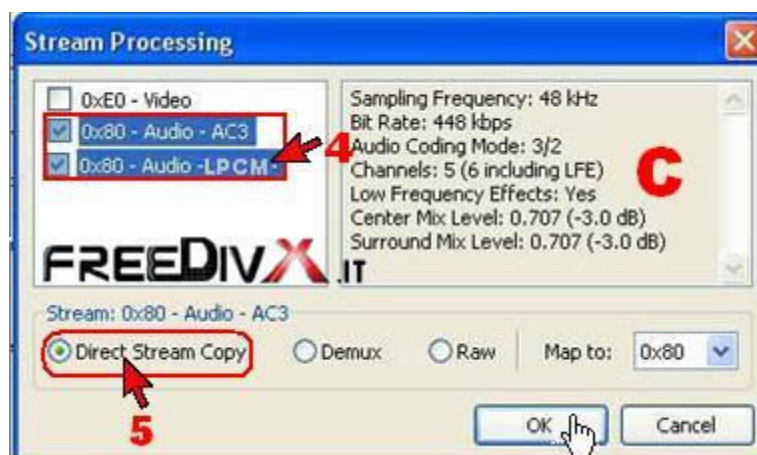 Stream Processing
0xE0 - Video
0x80 - Audio - AC3
0x80 - Audio -LPCM-
4
Sampling Frequency: 48 kHz
Bit Rate: 448 kbps
Audio Coding Mode: 3/2
Channels: 5 (6 including LFE)
Low Frequency Effects: Yes
Center Mix Level: 0.707 (-3.0 dB)
Surround Mix Level: 0.707 (-3.0 dB)
C
FREEDIVX.IT
Stream: 0x80 - Audio - AC3
Direct Stream Copy
Demux
Raw
Map to:
0x80
5
OK
Cancel